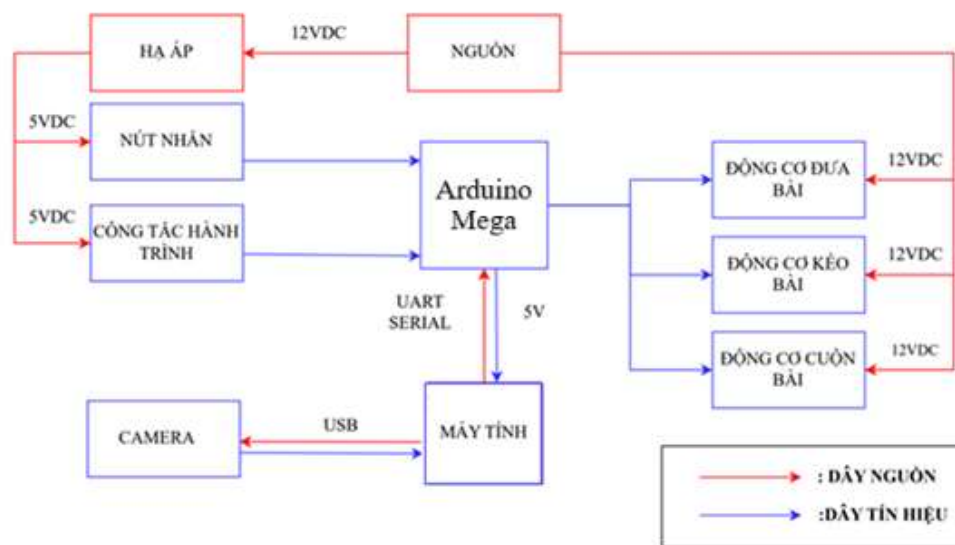 12VDC
HẠ ÁP
NGUỒN
5VDC
NÚT NHẤN
5VDC
CÔNG TẮC HÀNH
TRÌNH
Arduino
Mega
ĐỘNG CƠ ĐƯA
BÀI
12VDC
ĐỘNG CƠ KÉO
BÀI
12VDC
ĐỘNG CƠ CUỘN
BÀI
12VDC
UART
SERIAL
5V
CAMERA
USB
MÁY TÍNH
: DÂY NGUỒN
:DÂY TÍN HIỆU